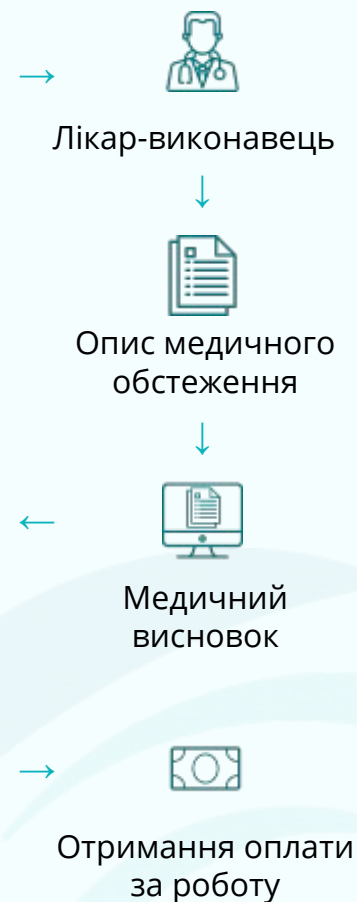 Лікар-виконавець
Опис медичного
обстеження
Медичний
висновок
Отримання оплати
за роботу